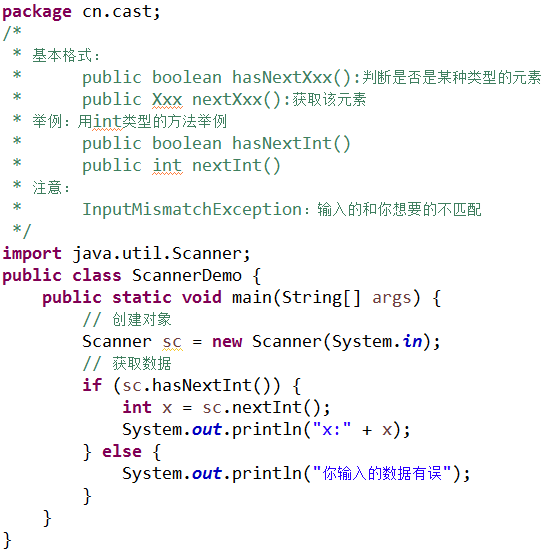 package cn.cast;
/*
 * 基本格式：
 *      public boolean hasNextXxx():判断是否是某种类型的元素
 *      public Xxx nextXxx():获取该元素
 * 举例：用int类型的方法举例
 *      public boolean hasNextInt()
 *      public int nextInt()
 * 注意：
 *      InputMismatchException：输入的和你想要的不匹配
 */
import java.util.Scanner;
public class ScannerDemo {
    public static void main(String[] args) {
        // 创建对象
        Scanner sc = new Scanner(System.in);
        // 获取数据
        if (sc.hasNextInt()) {
            int x = sc.nextInt();
            System.out.println("x:" + x);
        } else {
            System.out.println("你输入的数据有误");
        }
    }
}